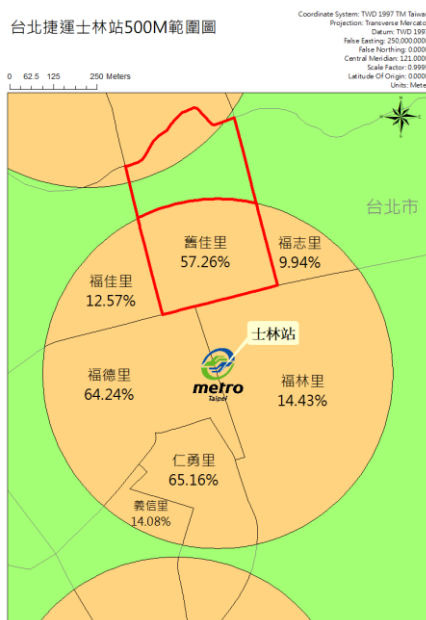 台北捷運士林站500M範圍圖
Coordinate System: TWD 1997 TM Taiwan
Projection: Transverse Mercator
Datum: TWD 1997
False Easting: 250,000.0000
False Northing: 0.0000
Central Meridian: 121.0000
Scale Factor: 0.9999
Latitude Of Origin: 0.0000
Units: Meter
0 62.5 125 250 Meters
台北市
舊佳里
57.26%
福志里
9.94%
福佳里
12.57%
士林站
metro
Taipei
福德里
64.24%
福林里
14.43%
仁勇里
65.16%
義信里
14.08%